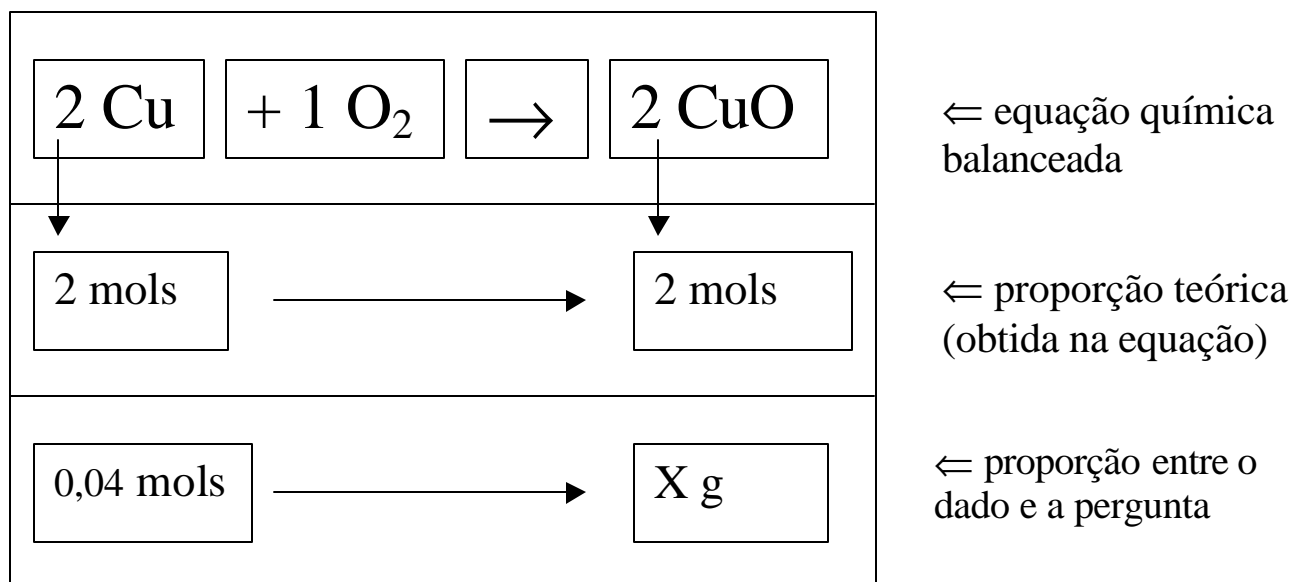 2 Cu + 1 O₂ → 2 CuO
⇐ equação química
balanceada
2 mols
2 mols
⇐ proporção teórica
(obtida na equação)
0,04 mols
X g
⇐ proporção entre o
dado e a pergunta